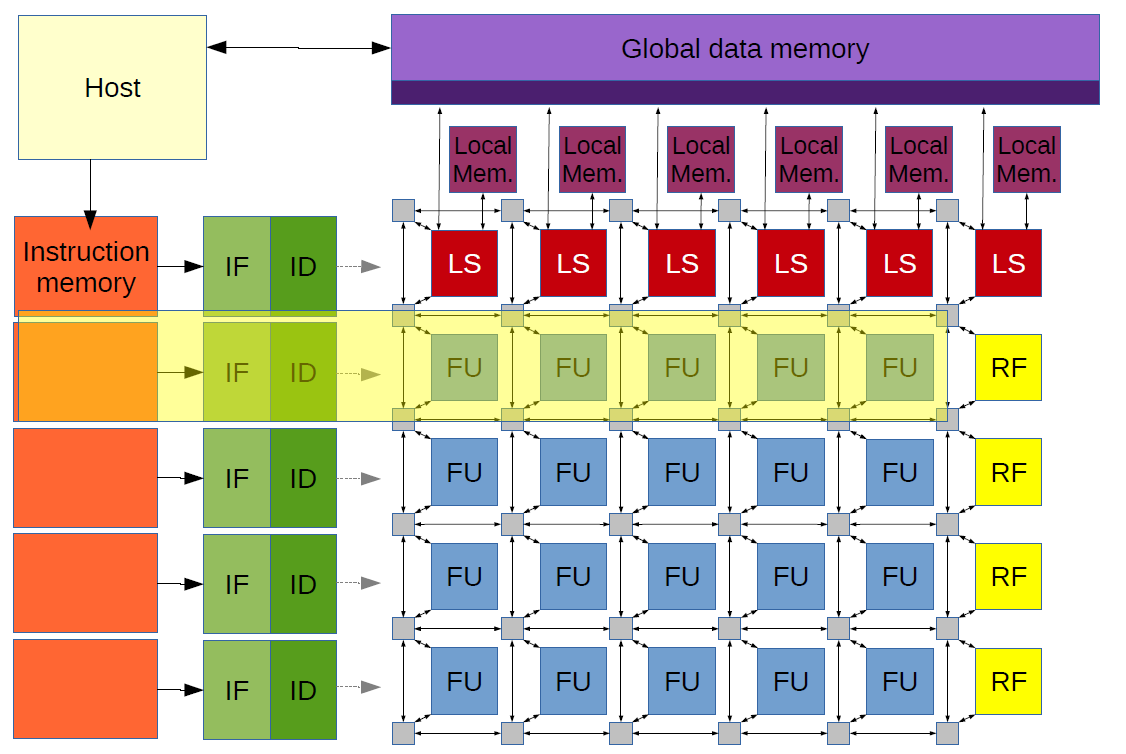 Host
Global data memory
Local
Mem.
Local
Mem.
Local
Mem.
Local
Mem.
Local
Mem.
Local
Mem.
Instruction
memory
IF ID
LS LS LS LS LS LS
IF ID
FU FU FU FU FU RF
IF ID
FU FU FU FU FU RF
IF ID
FU FU FU FU FU RF
IF ID
FU FU FU FU FU RF